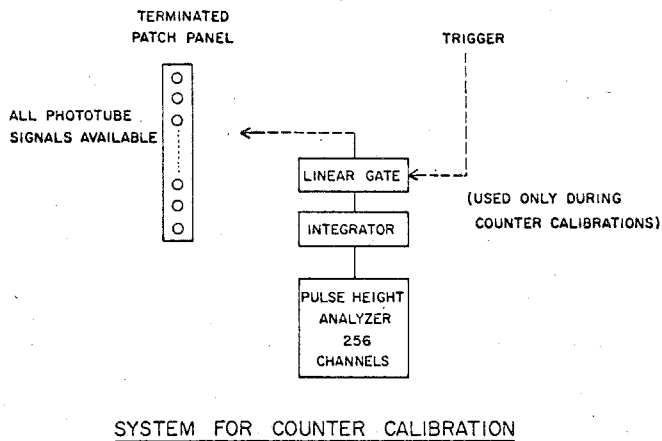 TERMINATED
PATCH PANEL
TRIGGER
ALL PHOTOTUBE
SIGNALS AVAILABLE
LINEAR GATE
(USED ONLY DURING
COUNTER CALIBRATIONS)
INTEGRATOR
PULSE HEIGHT
ANALYZER
256
CHANNELS
SYSTEM FOR COUNTER CALIBRATION